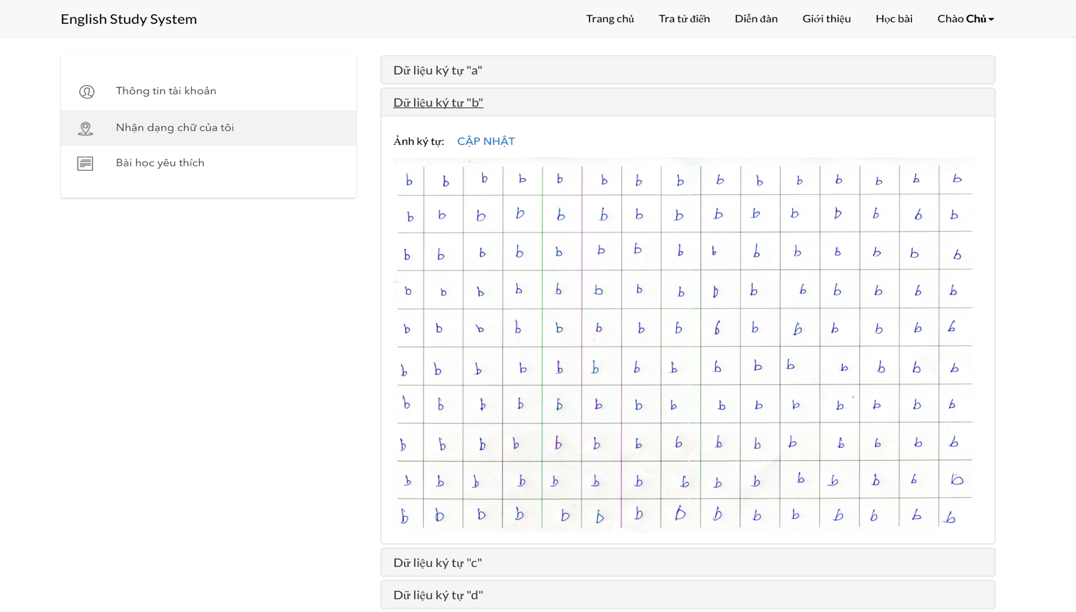 English Study System
Trang chủ Tra từ điển Diễn đàn Giới thiệu Học bài Chào Chủ
Thông tin tài khoản
Nhận dạng chữ của tôi
Bài học yêu thích
Dữ liệu ký tự "a"
Dữ liệu ký tự "b"
Ảnh ký tự: CẬP NHẬT
b b b b b b b b b b b b b b b
b b b b b b b b b b b b b b b
b b b b b b b b b b b b b b b
b b b b b b b b b b b b b b b
b b b b b b b b b b b b b b b
b b b b b b b b b b b b b b b
b b b b b b b b b b b b b b b
b b b b b b b b b b b b b b b
b b b b b b b b b b b b b b b
b b b b b b b b b b b b b b b
Dữ liệu ký tự "c"
Dữ liệu ký tự "d"